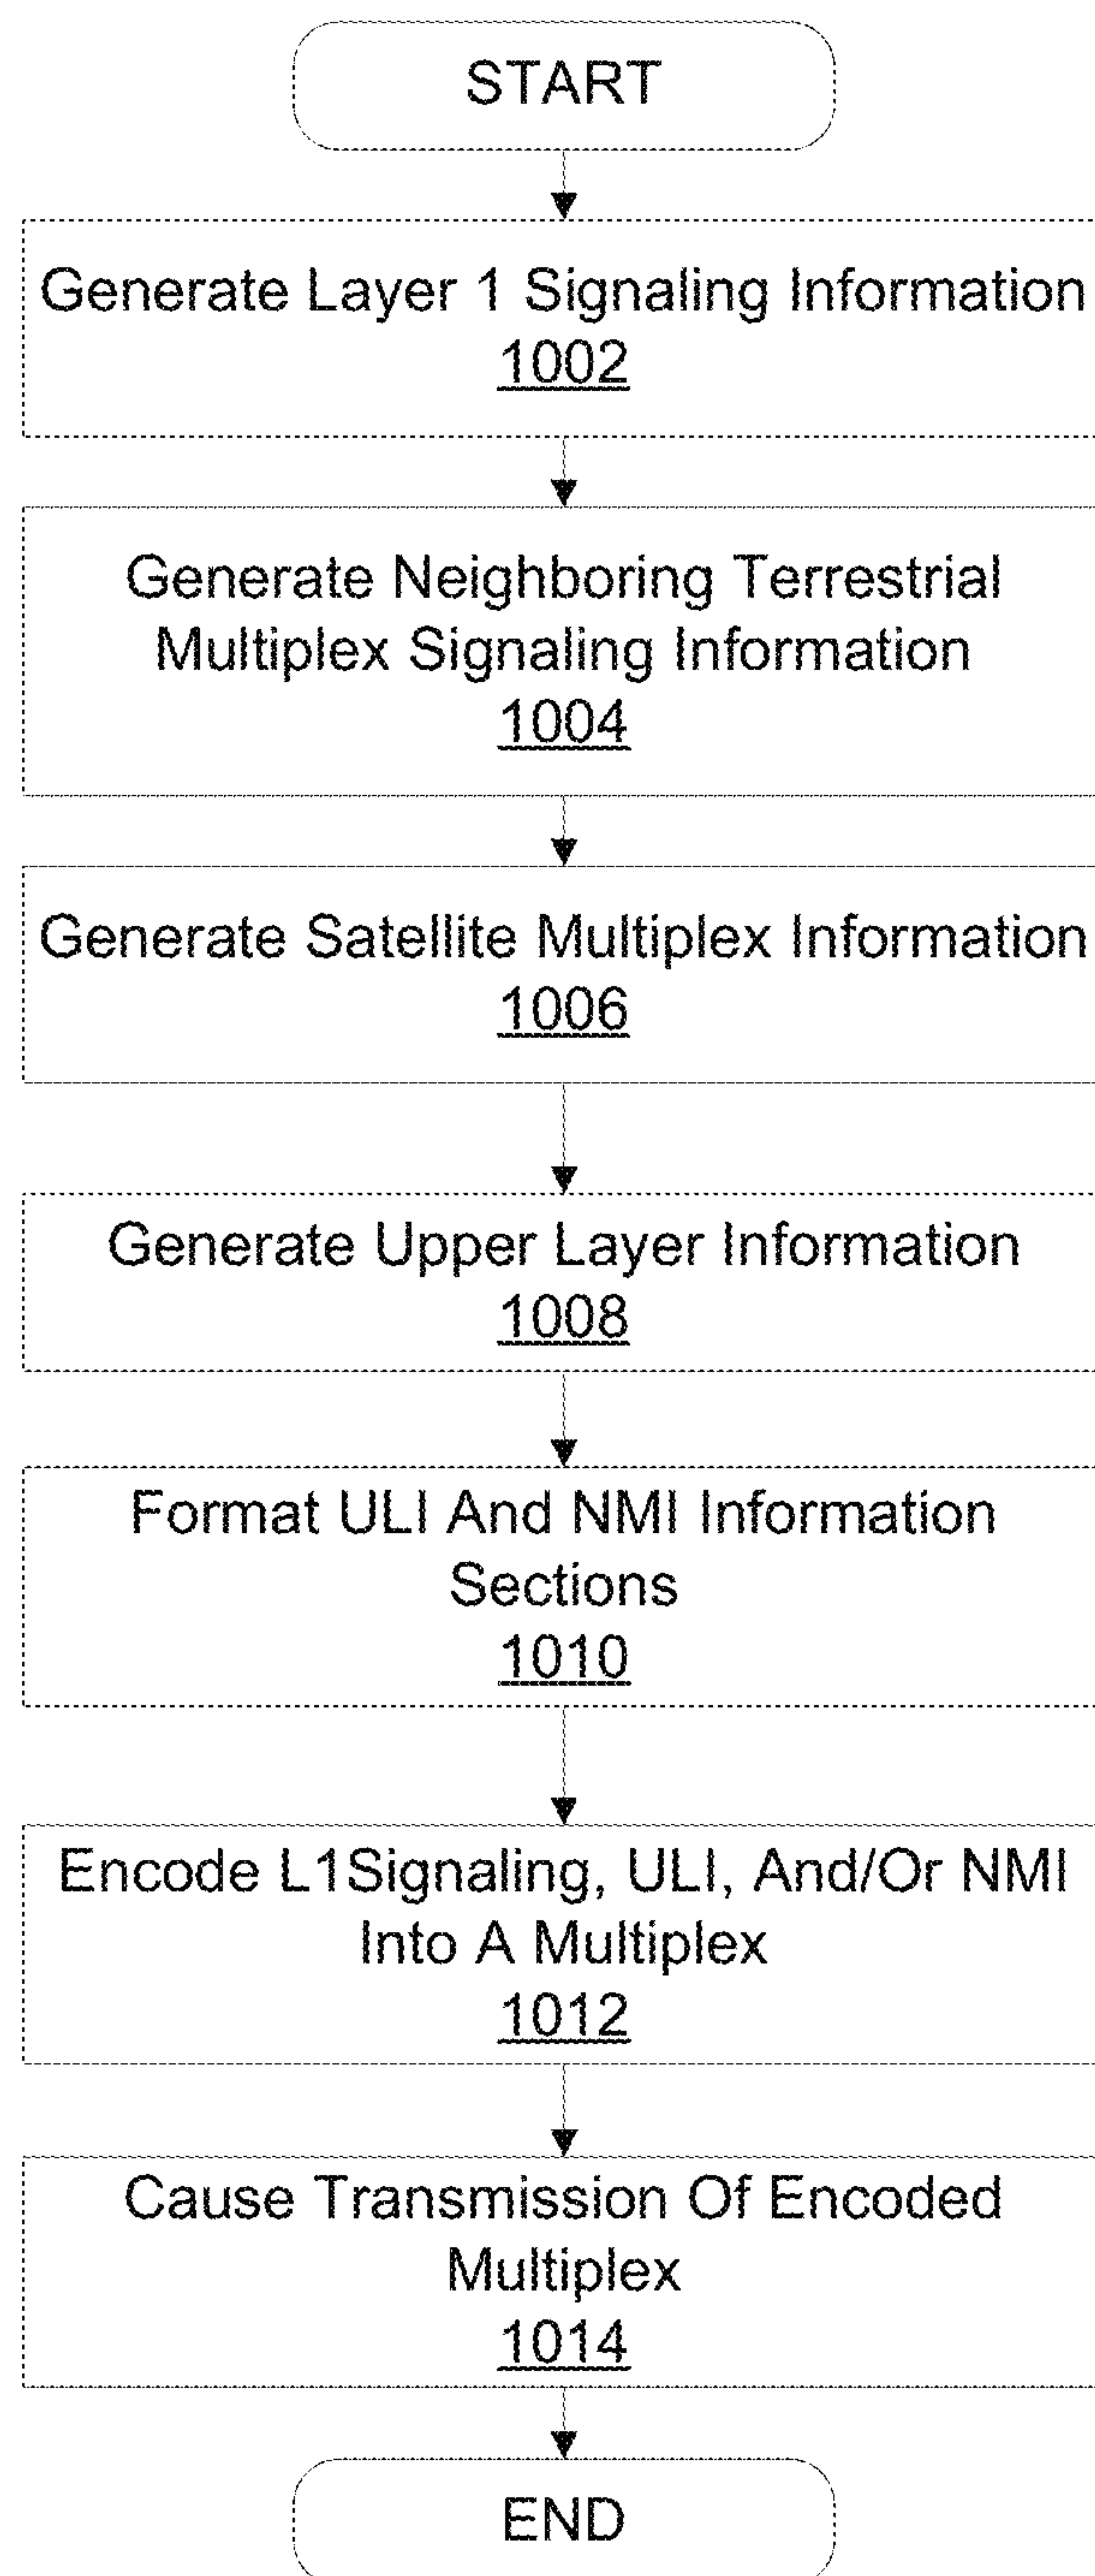 START
Generate Layer 1 Signaling Information
1002
Generate Neighboring Terrestrial
Multiplex Signaling Information
1004
Generate Satellite Multiplex Information
1006
Generate Upper Layer Information
1008
Format ULI And NMI Information
Sections
1010
Encode L1Signaling, ULI, And/Or NMI
Into A Multiplex
1012
Cause Transmission Of Encoded
Multiplex
1014
END